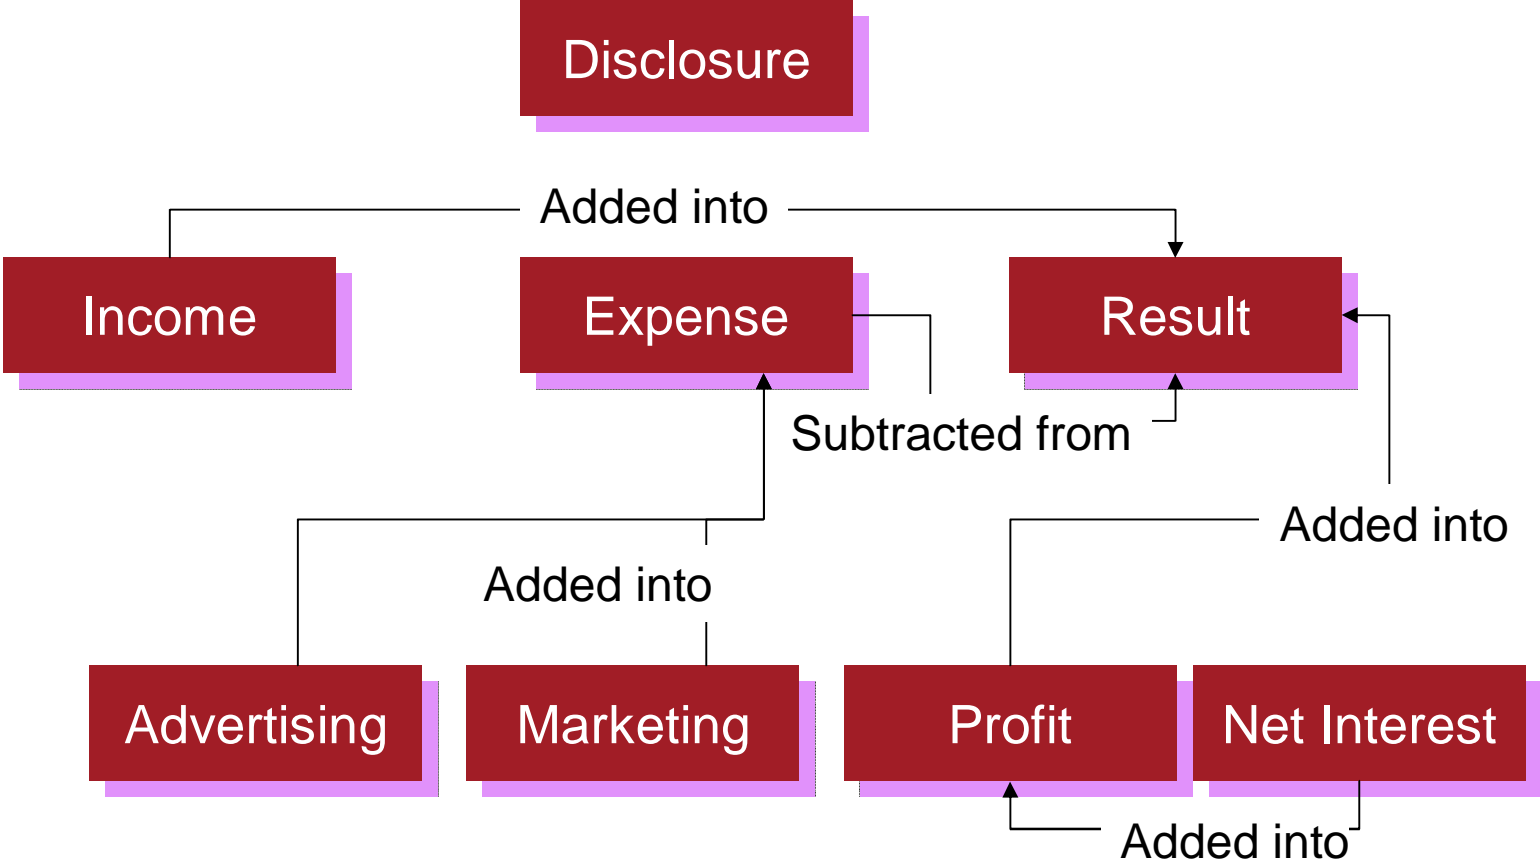 Disclosure
Added into
Income
Expense
Result
Subtracted from
Added into
Added into
Advertising
Marketing
Profit
Net Interest
Added into